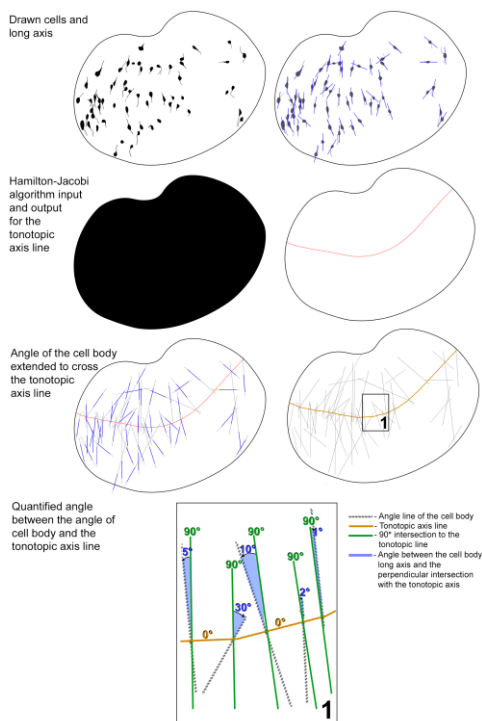 Drawn cells and
long axis
Hamilton-Jacobi
algorithm input
and output
for the
tonotopic
axis line
Angle of the cell body
extended to cross
the tonotopic
axis line
1
Quantified angle
between the angle of
cell body and the
tonotopic axis line
90°
90°
90°
1°
5°
10°
90°
90°
2°
30°
0°
0°
1
- Angle line of the cell body
- Tonotopic axis line
- 90° intersection to the
tonotopic line
- Angle between the cell body
long axis and the
perpendicular intersection
with the tonotopic axis